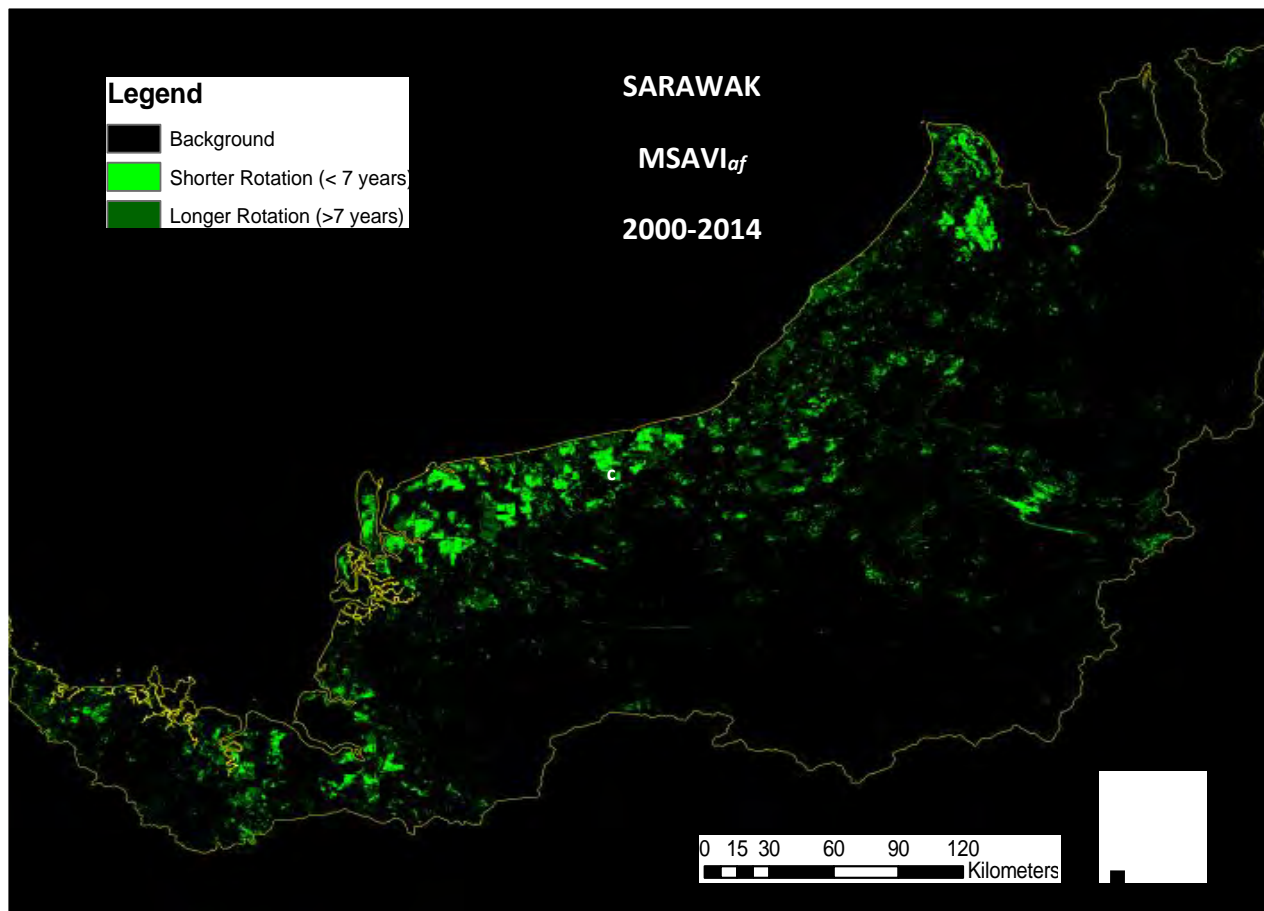 Legend
Background
Shorter Rotation (< 7 years)
Longer Rotation (>7 years)
SARAWAK
MSAVIaf
2000-2014
c
0 15 30 60 90 120
Kilometers